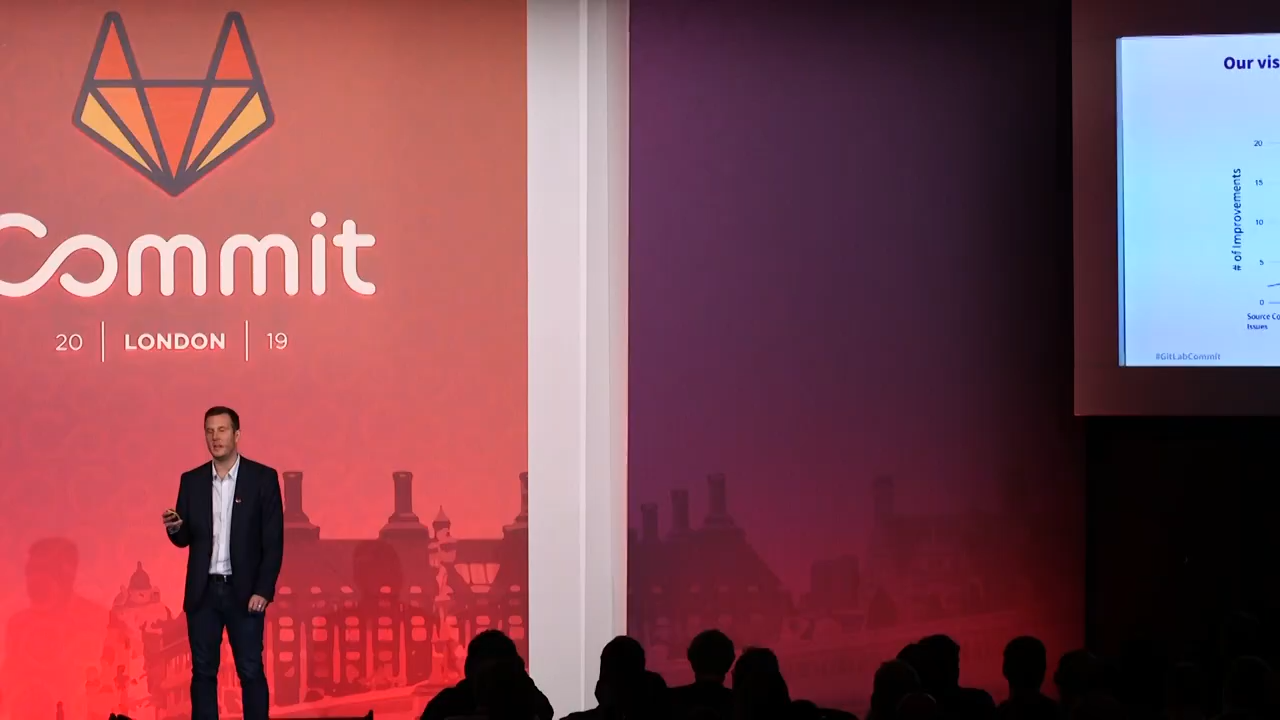 Commit
20 | LONDON | 19
Our vis
# of Improvements
20
15
10
5
0
Source Co
Issues
#GitLabCommit